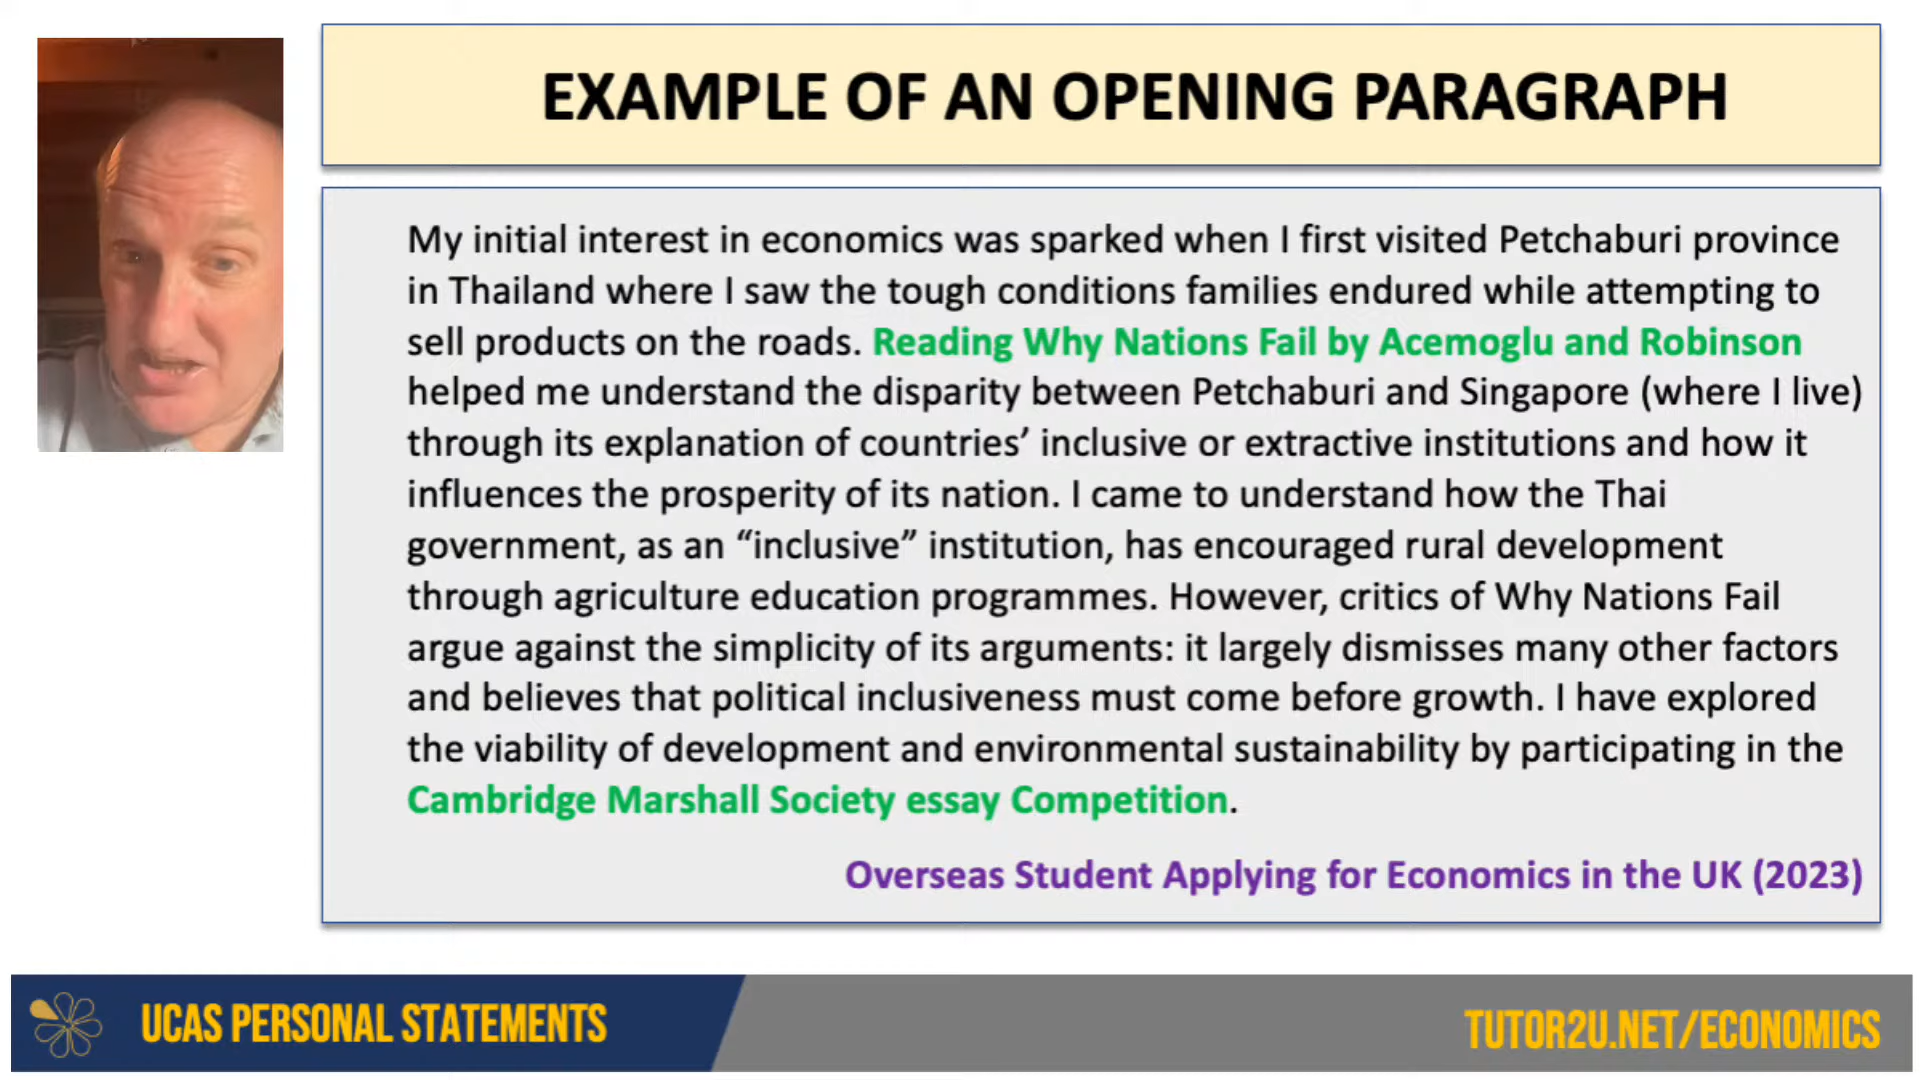 EXAMPLE OF AN OPENING PARAGRAPH
My initial interest in economics was sparked when I first visited Petchaburi province
in Thailand where I saw the tough conditions families endured while attempting to
sell products on the roads. Reading Why Nations Fail by Acemoglu and Robinson
helped me understand the disparity between Petchaburi and Singapore (where I live)
through its explanation of countries’ inclusive or extractive institutions and how it
influences the prosperity of its nation. I came to understand how the Thai
government, as an “inclusive” institution, has encouraged rural development
through agriculture education programmes. However, critics of Why Nations Fail
argue against the simplicity of its arguments: it largely dismisses many other factors
and believes that political inclusiveness must come before growth. I have explored
the viability of development and environmental sustainability by participating in the
Cambridge Marshall Society essay Competition.
Overseas Student Applying for Economics in the UK (2023)
UCAS PERSONAL STATEMENTS
TUTOR2U.NET/ECONOMICS